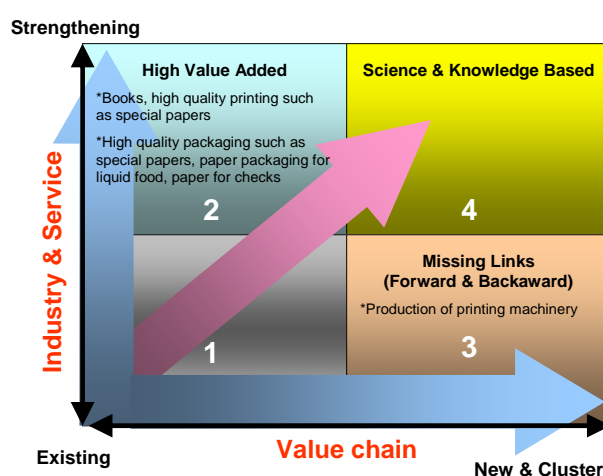 Strengthening
High Value Added
*Books, high quality printing such
as special papers
*High quality packaging such as
special papers, paper packaging for
liquid food, paper for checks
2
Science & Knowledge Based
4
Industry & Service
1
Missing Links
(Forward & Backaward)
*Production of printing machinery
3
Existing
Value chain
New & Cluster